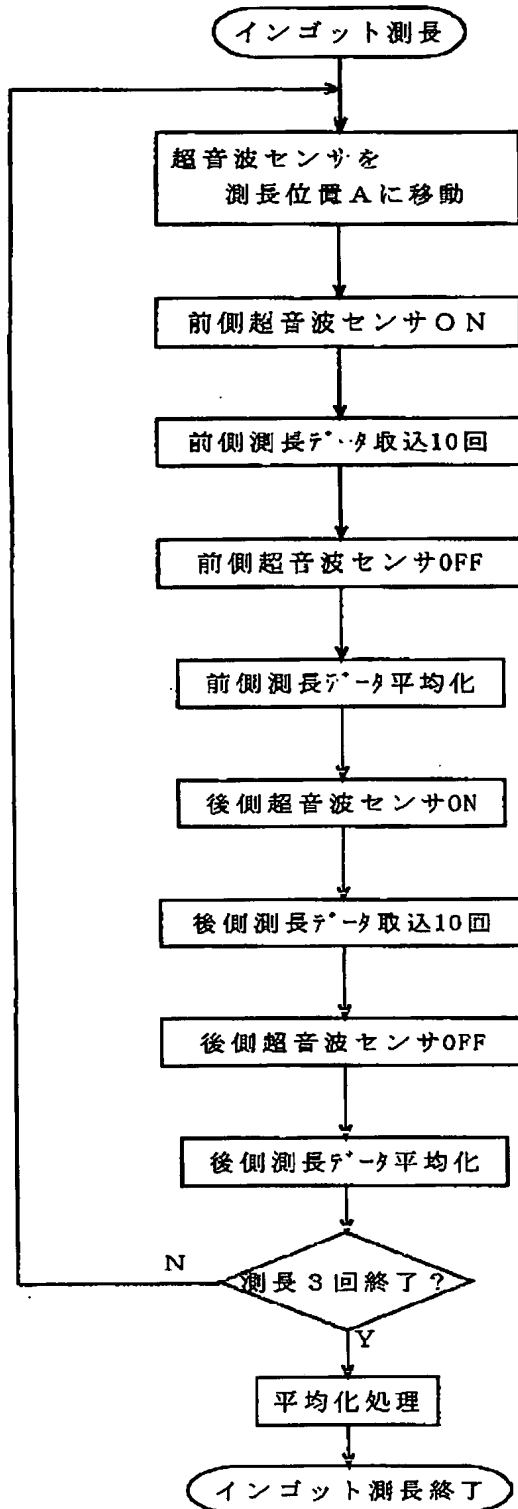 インゴット測長
超音波センサを
測長位置Aに移動
前側超音波センサON
前側測長ﾃﾞｰﾀ取込10回
前側超音波センサOFF
前側測長ﾃﾞｰﾀ平均化
後側超音波センサON
後側測長ﾃﾞｰﾀ取込10回
後側超音波センサOFF
後側測長ﾃﾞｰﾀ平均化
N
測長3回終了?
Y
平均化処理
インゴット測長終了